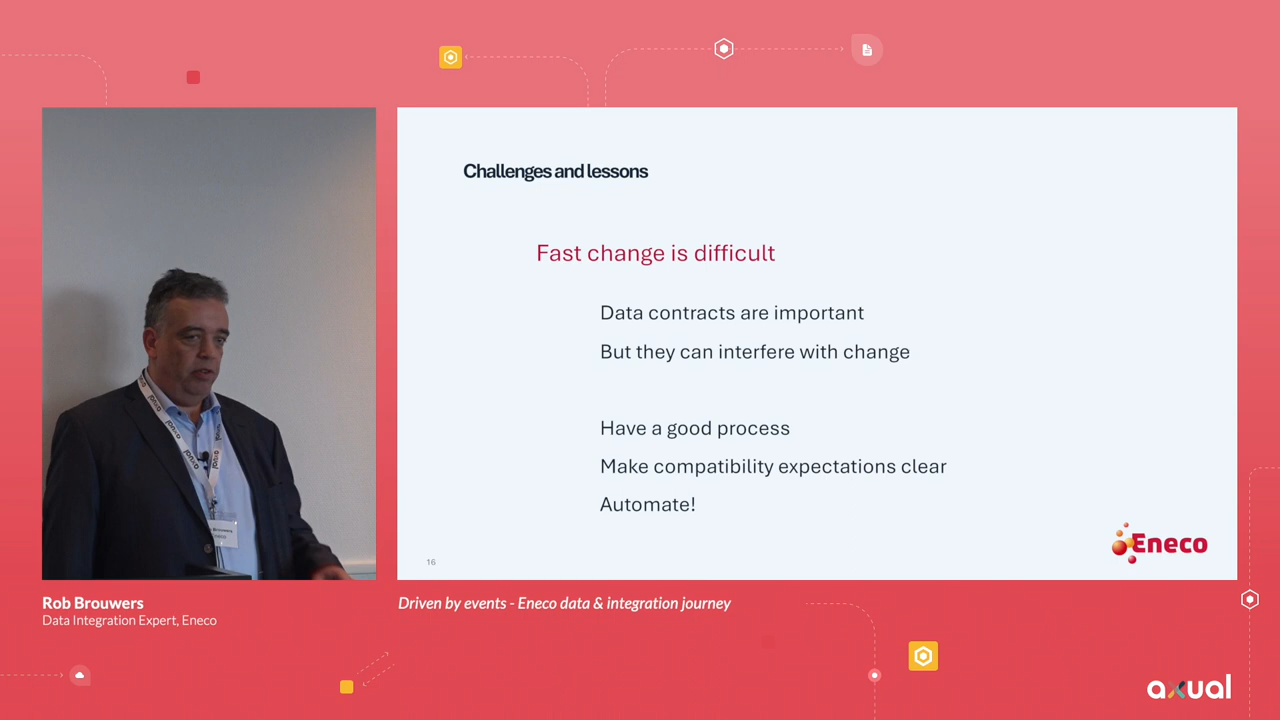 Challenges and lessons
Fast change is difficult
Data contracts are important
But they can interfere with change
Have a good process
Make compatibility expectations clear
Automate!
16
Eneco
Rob Brouwers
Data Integration Expert, Eneco
Driven by events - Eneco data & integration journey
axual